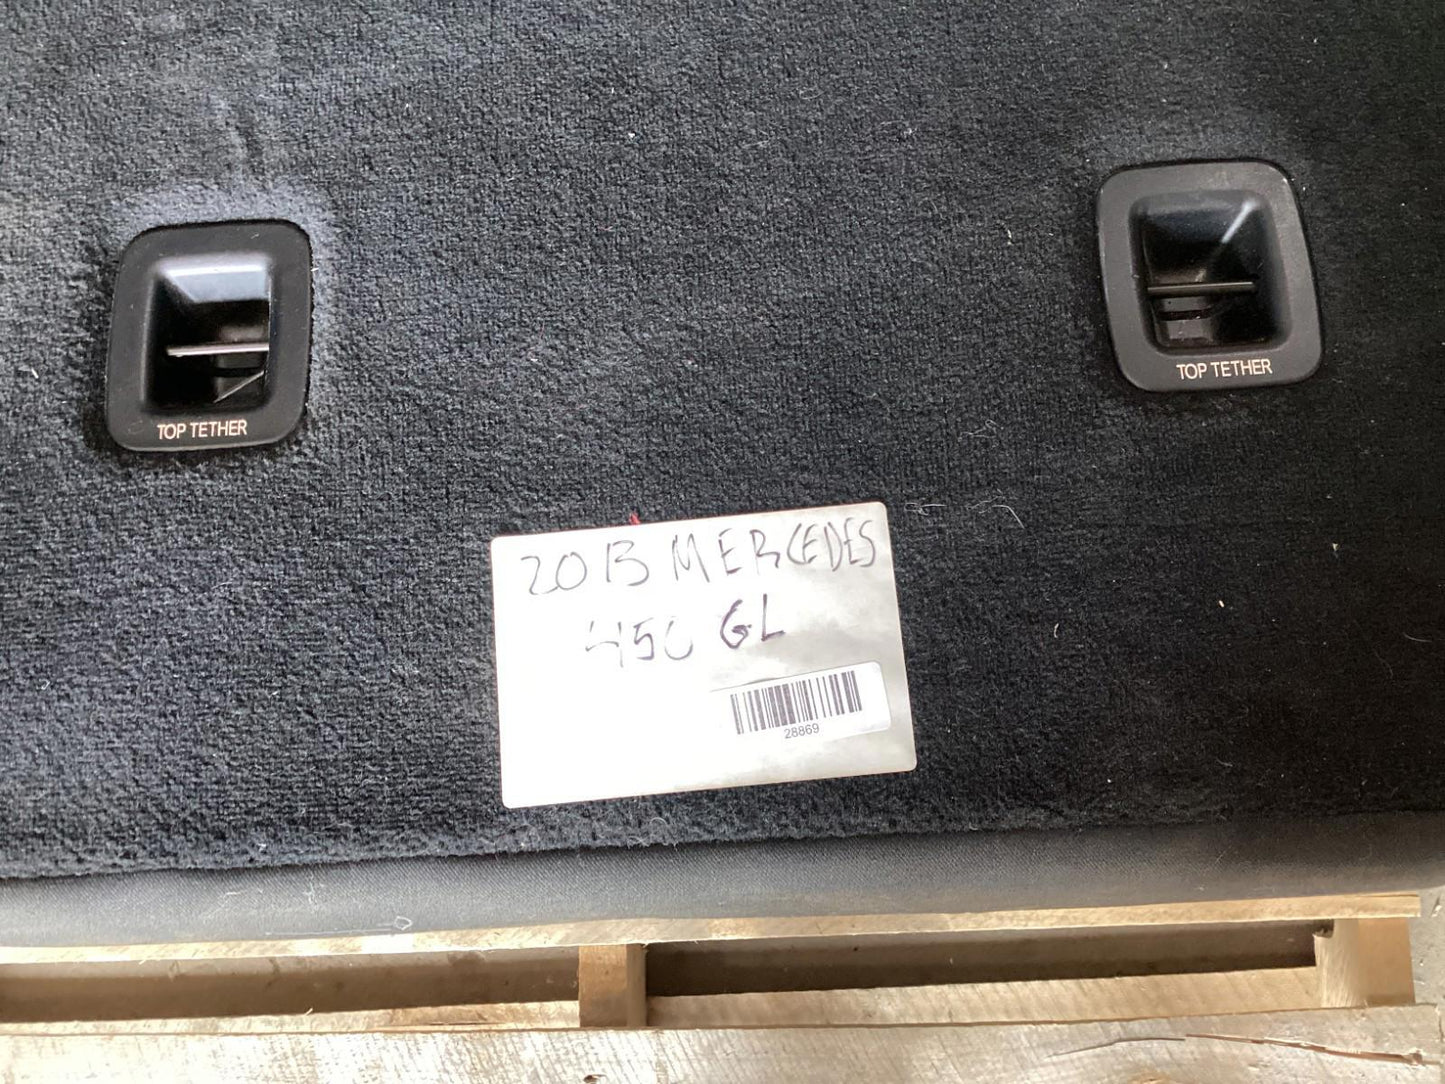 TOP TETHER
TOP TETHER
2013 MERCEDES
450 GL
28869